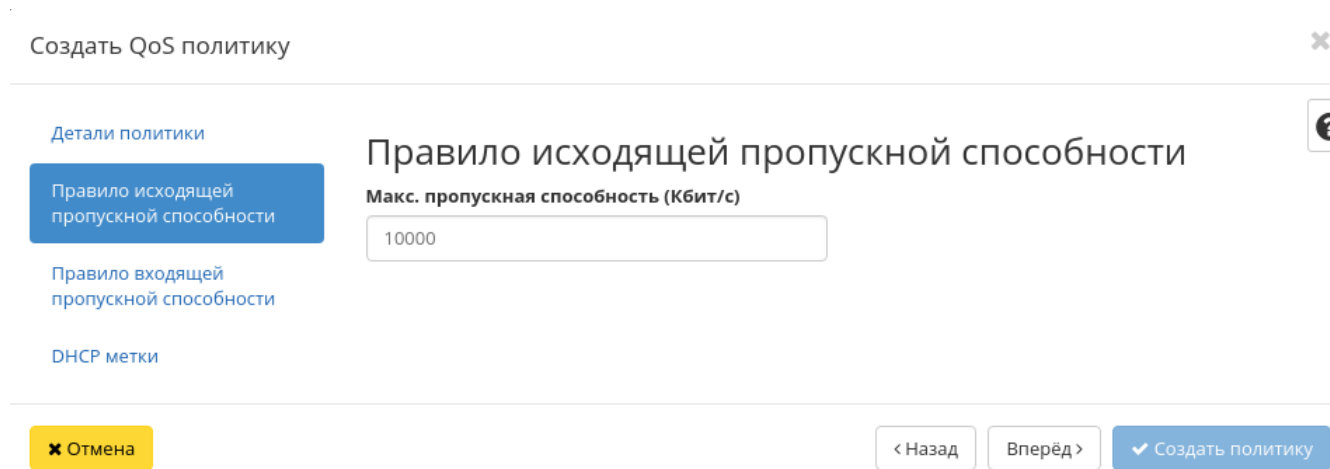 Создать QoS политику
Детали политики
Правило исходящей
пропускной способности
Правило входящей
пропускной способности
DHCP метки
Правило исходящей пропускной способности
Макс. пропускная способность (Кбит/с)
10000
Отмена
Назад
Вперёд
Создать политику